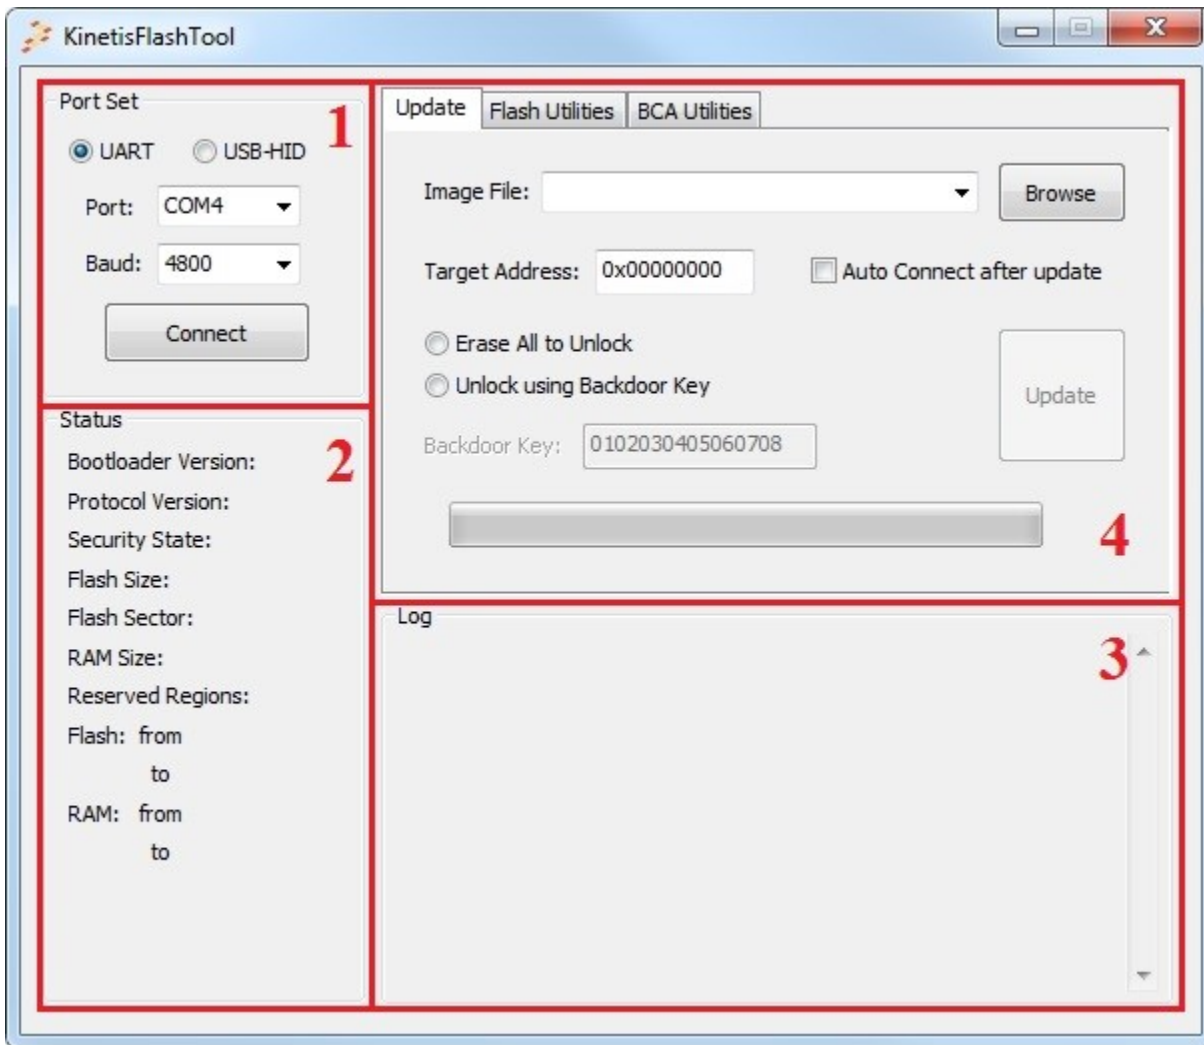 KinetisFlashTool
Port Set
1
UART USB-HID
Port: COM4
Baud: 4800
Connect
Status
2
Bootloader Version:
Protocol Version:
Security State:
Flash Size:
Flash Sector:
RAM Size:
Reserved Regions:
Flash: from
to
RAM: from
to
Update Flash Utilities BCA Utilities
Image File: Browse
Target Address: 0x00000000 Auto Connect after update
Erase All to Unlock
Unlock using Backdoor Key
Update
Backdoor Key: 0102030405060708
4
Log
3